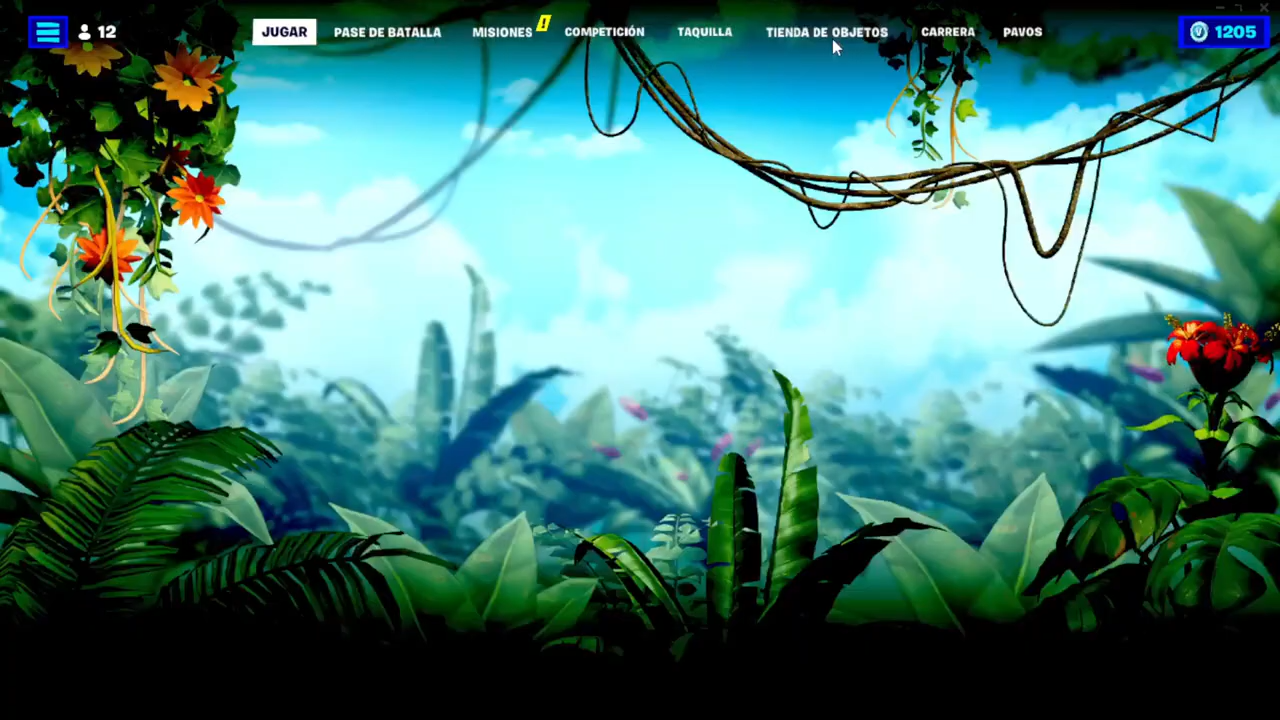 12
JUGAR
PASE DE BATALLA
MISIONES
!
COMPETICIÓN
TAQUILLA
TIENDA DE OBJETOS
CARRERA
PAVOS
V
1205